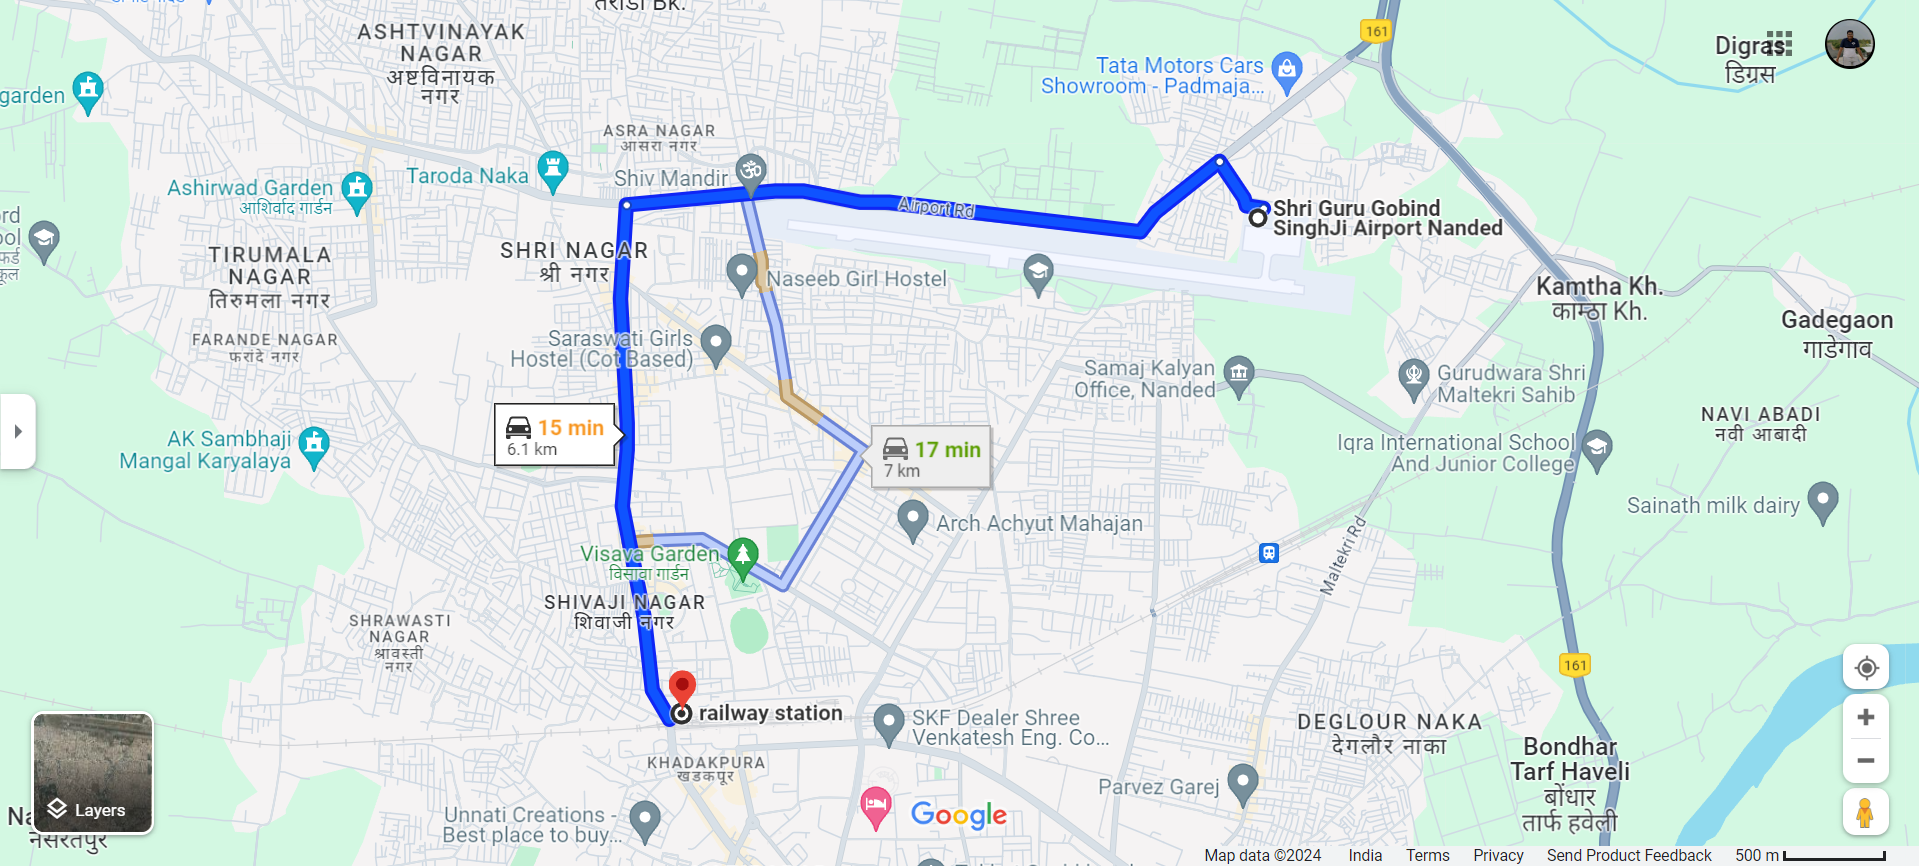 तरोडा Bk.
ASHTVINAYAK
NAGAR
अष्टविनायक
नगर
161
Digras
डिग्रस
Tata Motors Cars
Showroom - Padmaja...
garden
ASRA NAGAR
आसरा नगर
Taroda Naka
Shiv Mandir
Ashirwad Garden
आशिर्वाद गार्डन
Airport Rd
Shri Guru Gobind
SinghJi Airport Nanded
TIRUMALA
NAGAR
तिरुमला नगर
SHRI NAGAR
श्री नगर
Naseeb Girl Hostel
Kamtha Kh.
काम्ठा Kh.
Gadegaon
गाडेगाव
FARANDE NAGAR
फरांदे नगर
Saraswati Girls
Hostel (Cot Based)
Samaj Kalyan
Office, Nanded
Gurudwara Shri
Maltekri Sahib
NAVI ABADI
नवी आबादी
15 min
6.1 km
17 min
7 km
AK Sambhaji
Mangal Karyalaya
Iqra International School
And Junior College
Sainath milk dairy
Arch Achyut Mahajan
Maltekri Rd
Visava Garden
विसावा गार्डन
SHIVAJI NAGAR
शिवाजी नगर
SHRAWASTI
NAGAR
श्रावस्ती
नगर
161
railway station
SKF Dealer Shree
Venkatesh Eng. Co...
DEGLOUR NAKA
देगलौर नाका
Bondhar
Tarf Haveli
बोंधार
तार्फ हवेली
KHADAKPURA
खडकपूर
Parvez Garej
Unnati Creations -
Best place to buy...
Layers
नसरतपुर
Google
Map data ©2024 India Terms Privacy Send Product Feedback 500 m